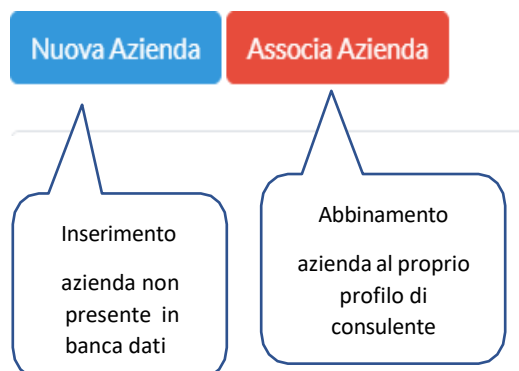 Nuova Azienda
Associa Azienda
Inserimento
azienda non
presente in
banca dati
Abbinamento
azienda al proprio
profilo di
consulente